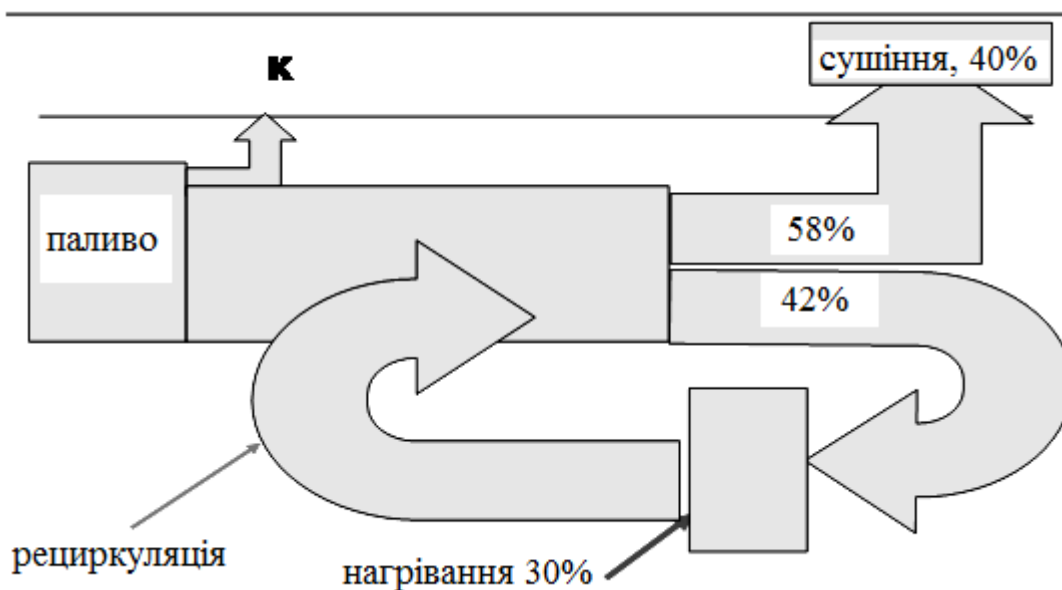 сушіння, 40%
К
паливо
58%
42%
рециркуляція
нагрівання 30%